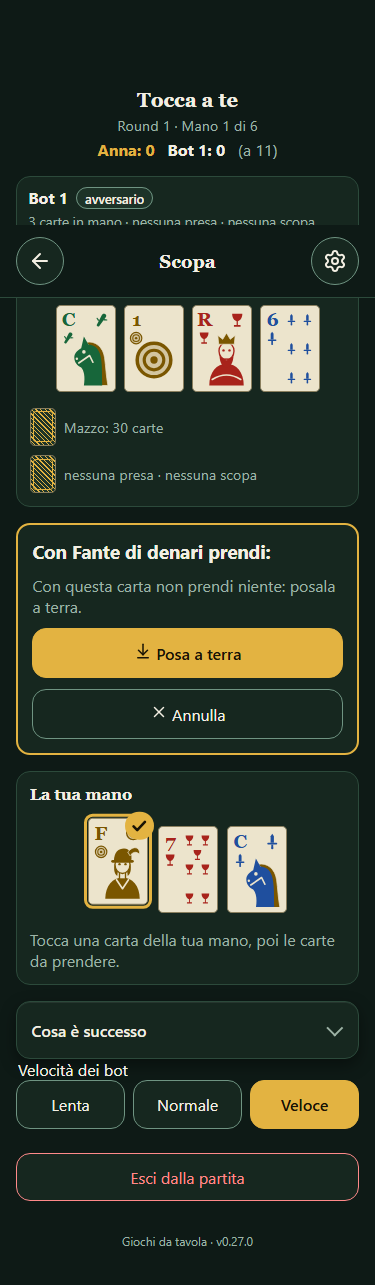 Tocca a te
Round 1 · Mano 1 di 6
Anna: 0 Bot 1: 0 (a 11)
Bot 1 avversario
3 carte in mano · nessuna presa · nessuna scopa
Scopa
C 1 R 6
Mazzo: 30 carte
nessuna presa · nessuna scopa
Con Fante di denari prendi:
Con questa carta non prendi niente: posala
a terra.
Posa a terra
Annulla
La tua mano
F 7 C
Tocca una carta della tua mano, poi le carte
da prendere.
Cosa è successo
Velocità dei bot
Lenta Normale Veloce
Esci dalla partita
Giochi da tavola · v0.27.0